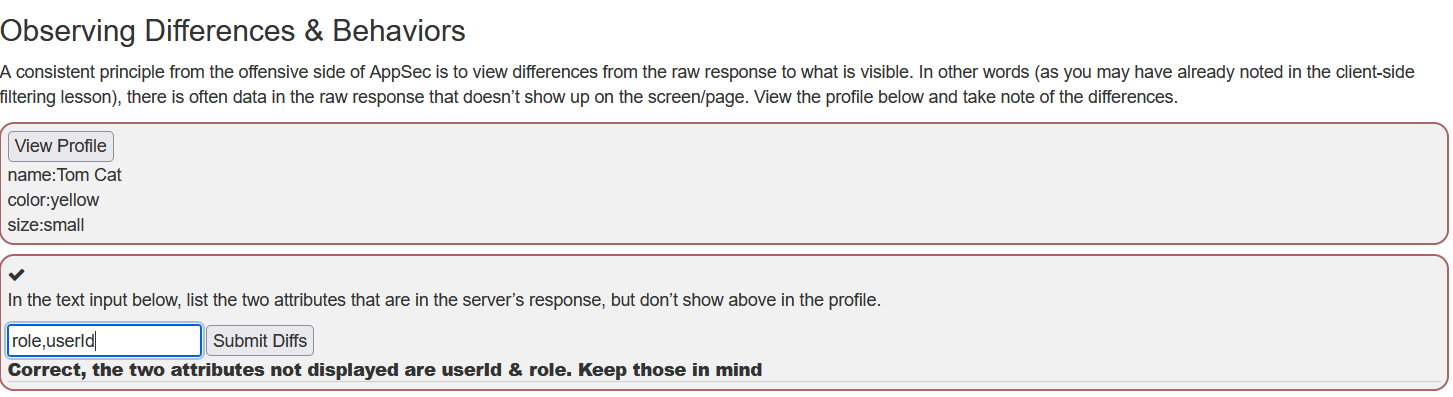 Observing Differences & Behaviors
A consistent principle from the offensive side of AppSec is to view differences from the raw response to what is visible. In other words (as you may have already noted in the client-side
filtering lesson), there is often data in the raw response that doesn’t show up on the screen/page. View the profile below and take note of the differences.
View Profile
name:Tom Cat
color:yellow
size:small
In the text input below, list the two attributes that are in the server’s response, but don’t show above in the profile.
role,userId Submit Diffs
Correct, the two attributes not displayed are userId & role. Keep those in mind